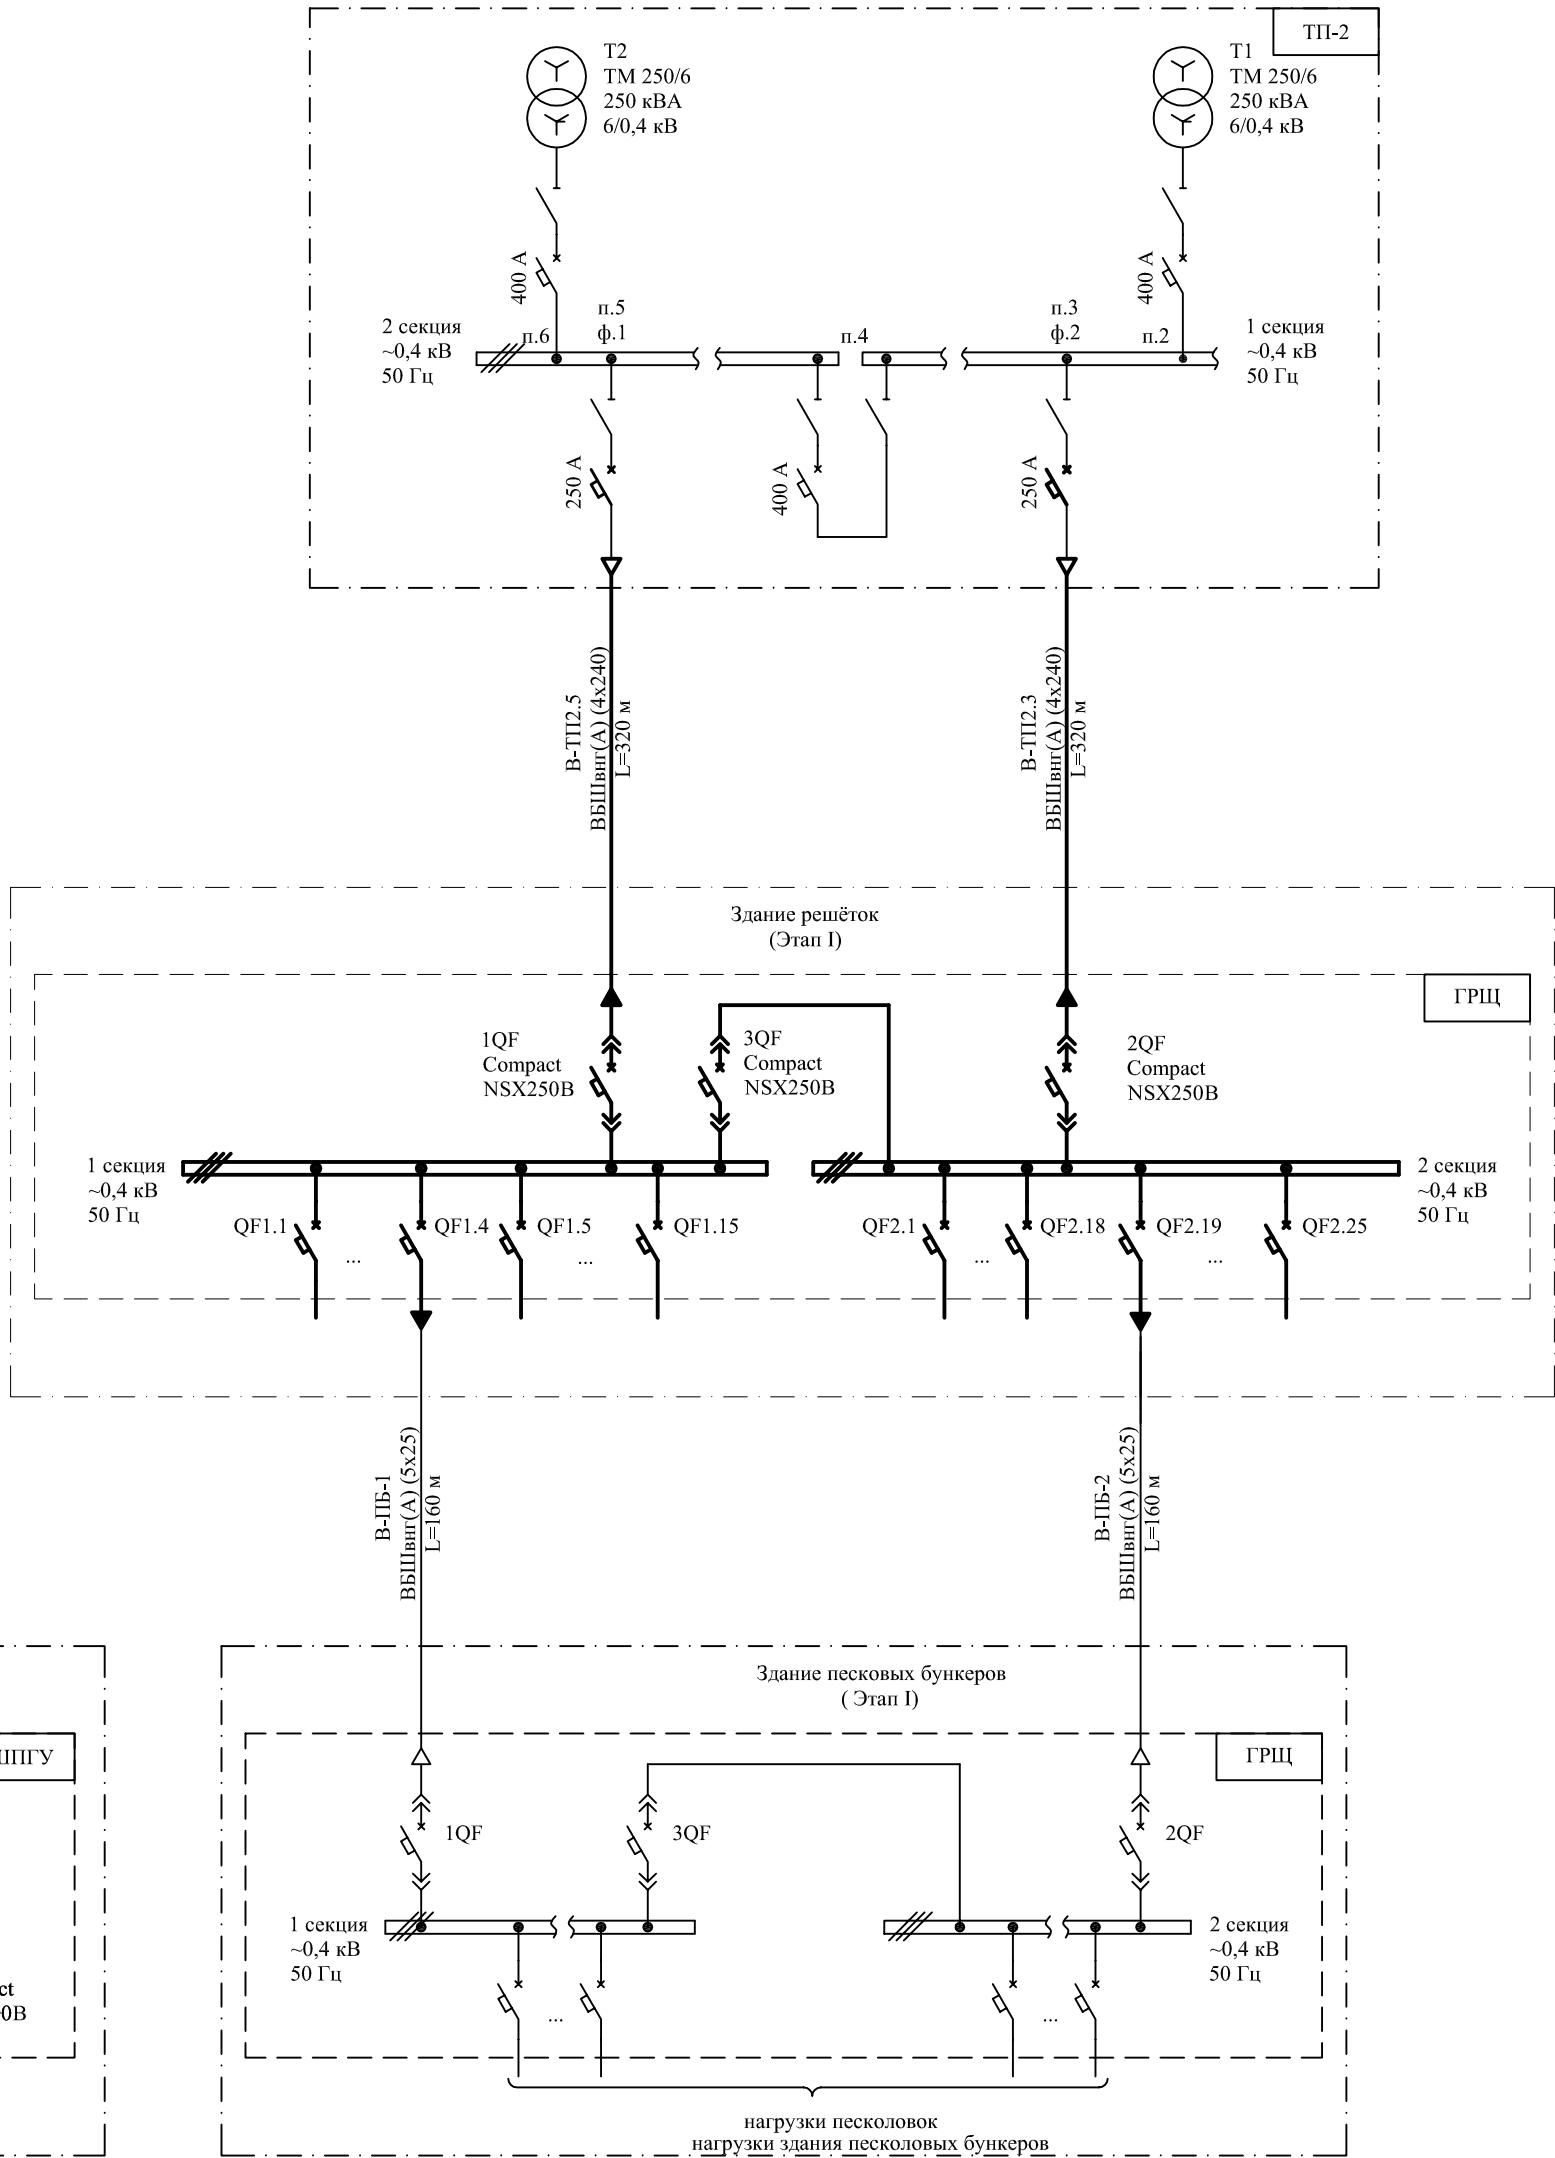 ТП-2
Т2
ТМ 250/6
250 кВА
6/0,4 кВ
Т1
ТМ 250/6
250 кВА
6/0,4 кВ
400 А
400 А
2 секция
~0,4 кВ
50 Гц
п.6
п.5
ф.1
п.4
п.3
ф.2
п.2
1 секция
~0,4 кВ
50 Гц
250 А
400 А
250 А
В-ТП2.5
ВБШвнг(А) (4х240)
L=320 м
В-ТП2.3
ВБШвнг(А) (4х240)
L=320 м
Здание решёток
(Этап I)
ГРЩ
1QF
Compact
NSX250B
3QF
Compact
NSX250B
2QF
Compact
NSX250B
1 секция
~0,4 кВ
50 Гц
2 секция
~0,4 кВ
50 Гц
QF1.1
...
QF1.4
QF1.5
...
QF1.15
QF2.1
...
QF2.18
QF2.19
...
QF2.25
В-ПБ-1
ВБШвнг(А) (5х25)
L=160 м
В-ПБ-2
ВБШвнг(А) (5х25)
L=160 м
Здание песковых бункеров
( Этап I)
ШПГУ
ГРЩ
1QF
3QF
2QF
1 секция
~0,4 кВ
50 Гц
2 секция
~0,4 кВ
50 Гц
ct
0B
...
...
нагрузки песколовок
нагрузки здания песколовых бункеров